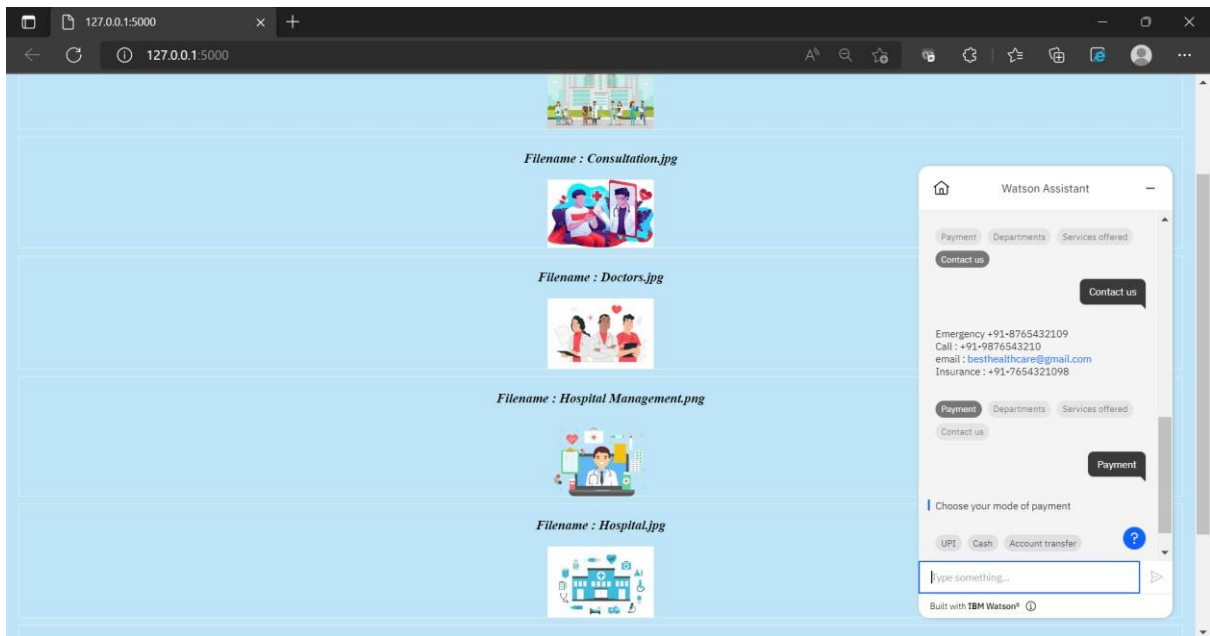 127.0.0.1:5000
127.0.0.1:5000
Filename : Consultation.jpg
Filename : Doctors.jpg
Filename : Hospital Management.png
Filename : Hospital.jpg
Watson Assistant
Payment Departments Services offered
Contact us
Contact us
Emergency +91-8765432109
Call : +91-9876543210
email : besthealthcare@gmail.com
Insurance : +91-7654321098
Payment Departments Services offered
Contact us
Payment
Choose your mode of payment
UPI Cash Account transfer
?
Type something...
Built with IBM Watson®